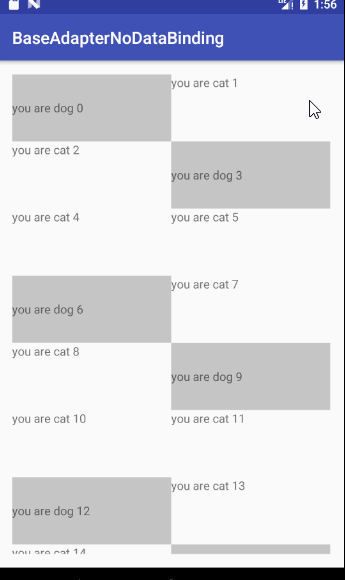 1:56
BaseAdapterNoDataBinding
you are dog 0
you are cat 1
you are cat 2
you are dog 3
you are cat 4
you are cat 5
you are dog 6
you are cat 7
you are cat 8
you are dog 9
you are cat 10
you are cat 11
you are dog 12
you are cat 13
you are cat 14